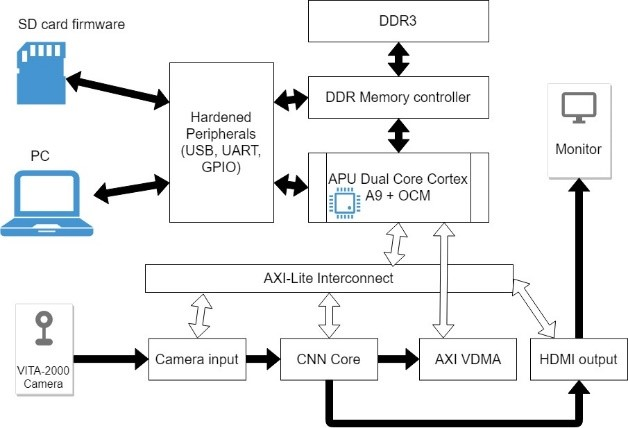 SD card firmware
DDR3
DDR Memory controller
Hardened
Peripherals
(USB, UART,
GPIO)
Monitor
PC
APU Dual Core Cortex
A9 + OCM
AXI-Lite Interconnect
VITA-2000
Camera
Camera input
CNN Core
AXI VDMA
HDMI output